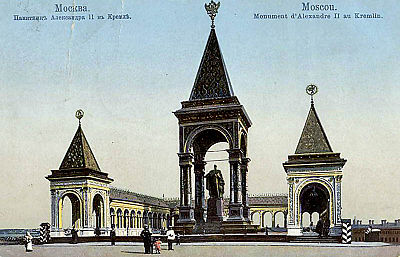 Москва.
Памятникъ Александра II въ Кремлѣ.
Moscou.
Monument d'Alexandre II au Kremlin.